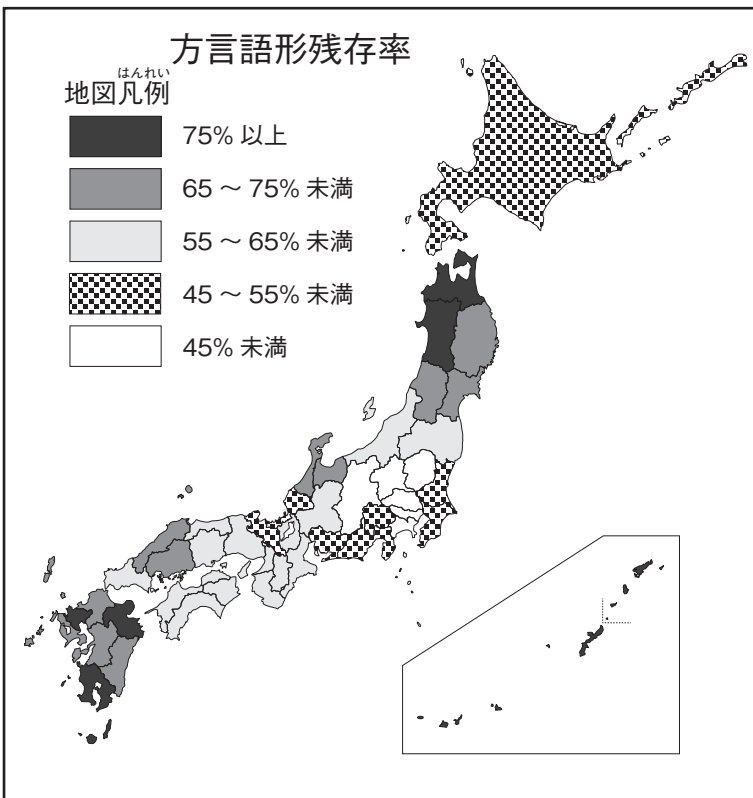 方言語形残存率
はんれい
地図凡例
75% 以上
65 ～ 75% 未満
55 ～ 65% 未満
45 ～ 55% 未満
45% 未満